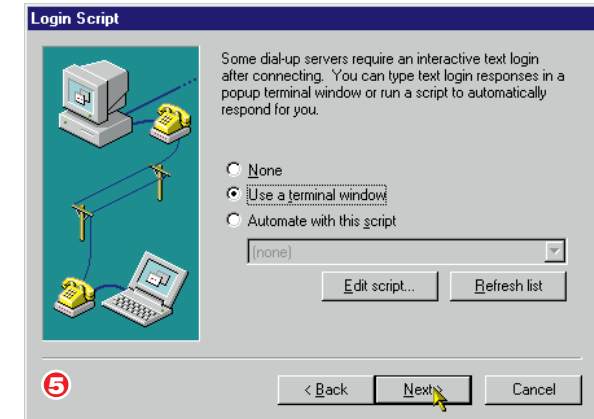 Login Script
Some dial-up servers require an interactive text login
after connecting. You can type text login responses in a
popup terminal window or run a script to automatically
respond for you.
None
Use a terminal window
Automate with this script
(none)
Edit script... Refresh list
5 < Back Next > Cancel